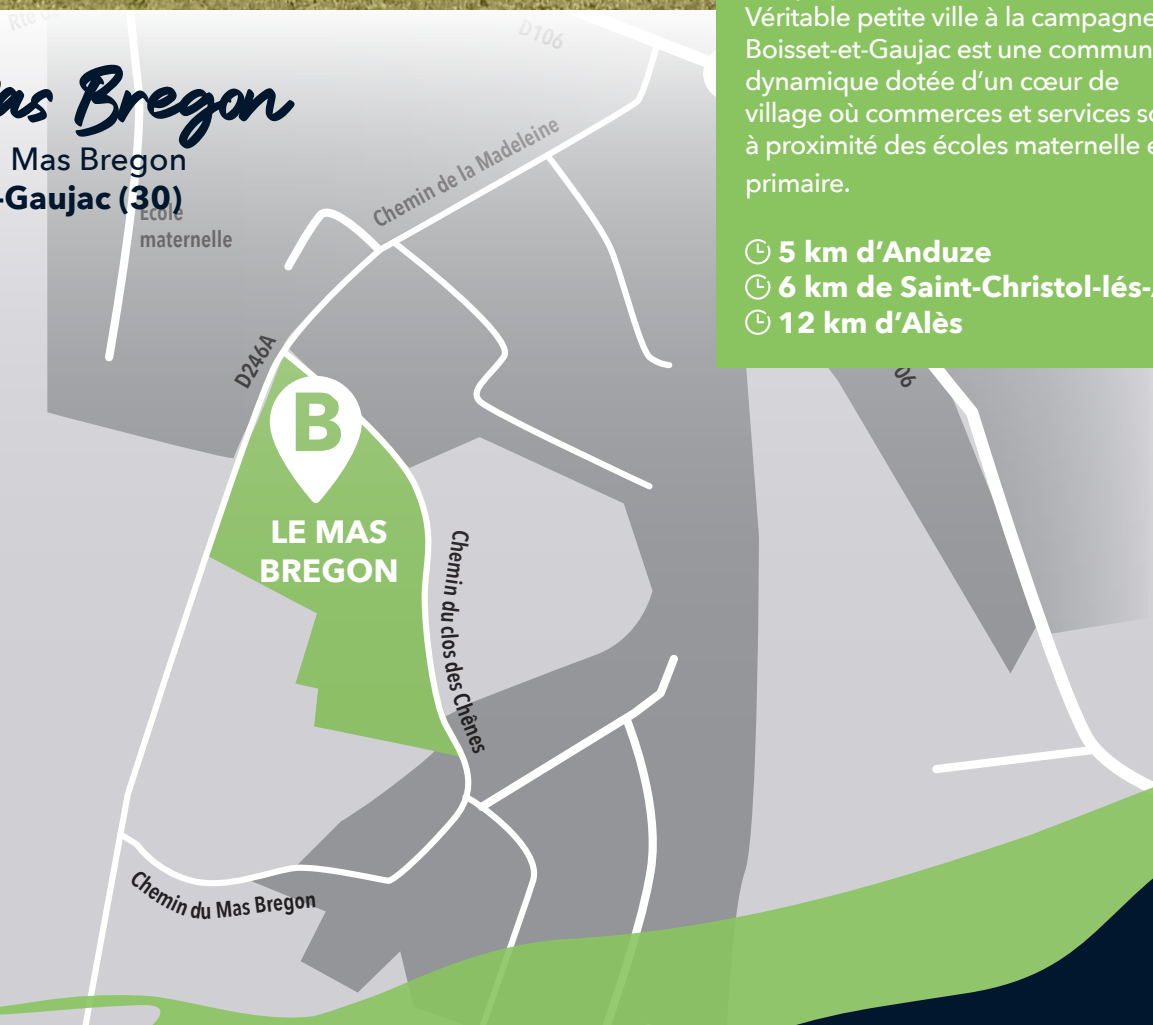 Bregon
Mas Bregon
-Gaujac (30)
Véritable petite ville à la campagne
Boisset-et-Gaujac est une commun
dynamique dotée d'un cœur de
village où commerces et services so
à proximité des écoles maternelle e
primaire.
5 km d'Anduze
6 km de Saint-Christol-lés-
12 km d'Alès
D106
Chemin de la Madeleine
Ecole
maternelle
D246A
06
B
LE MAS
BREGON
Chemin du clos des Chênes
Chemin du Mas Bregon